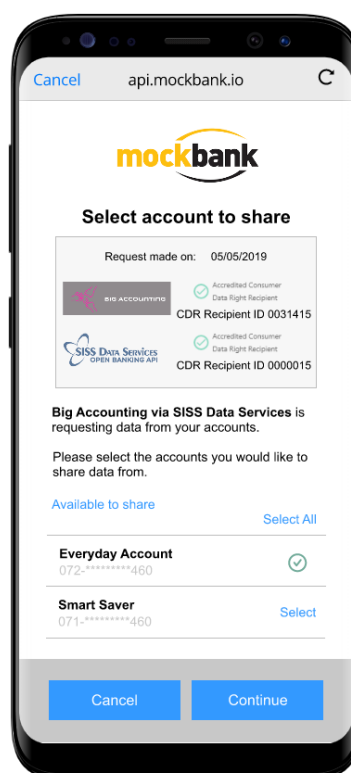 Cancel api.mockbank.io
mockbank
Select account to share
Request made on: 05/05/2019
BIG ACCOUNTING
Accredited Consumer
Data Right Recipient
CDR Recipient ID 0031415
SISS DATA SERVICES
OPEN BANKING API
Accredited Consumer
Data Right Recipient
CDR Recipient ID 0000015
Big Accounting via SISS Data Services is
requesting data from your accounts.
Please select the accounts you would like to
share data from.
Available to share
Select All
Everyday Account
072-*********460
Smart Saver
071-*********460
Select
Cancel
Continue